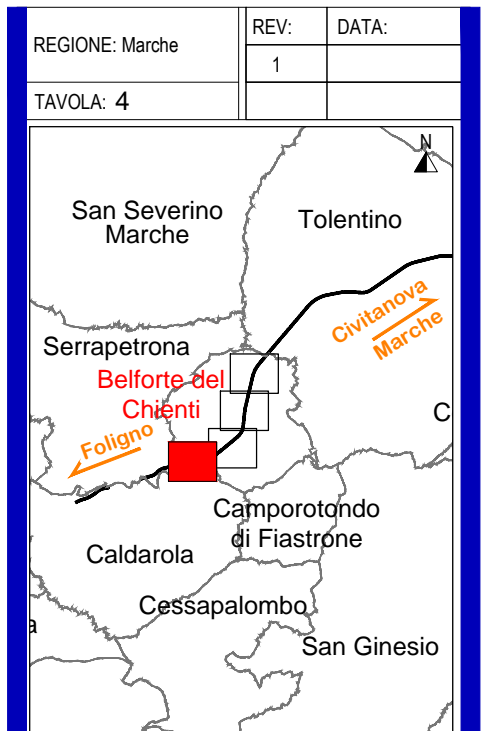 REGIONE: Marche
REV:
DATA:
1
TAVOLA: 4
N
San Severino
Marche
Tolentino
Civitanova
Marche
Serrapetrona
Belforte del
Chienti
C
Foligno
Camporotondo
di Fiastrone
Caldarola
Cessapalombo
a
San Ginesio